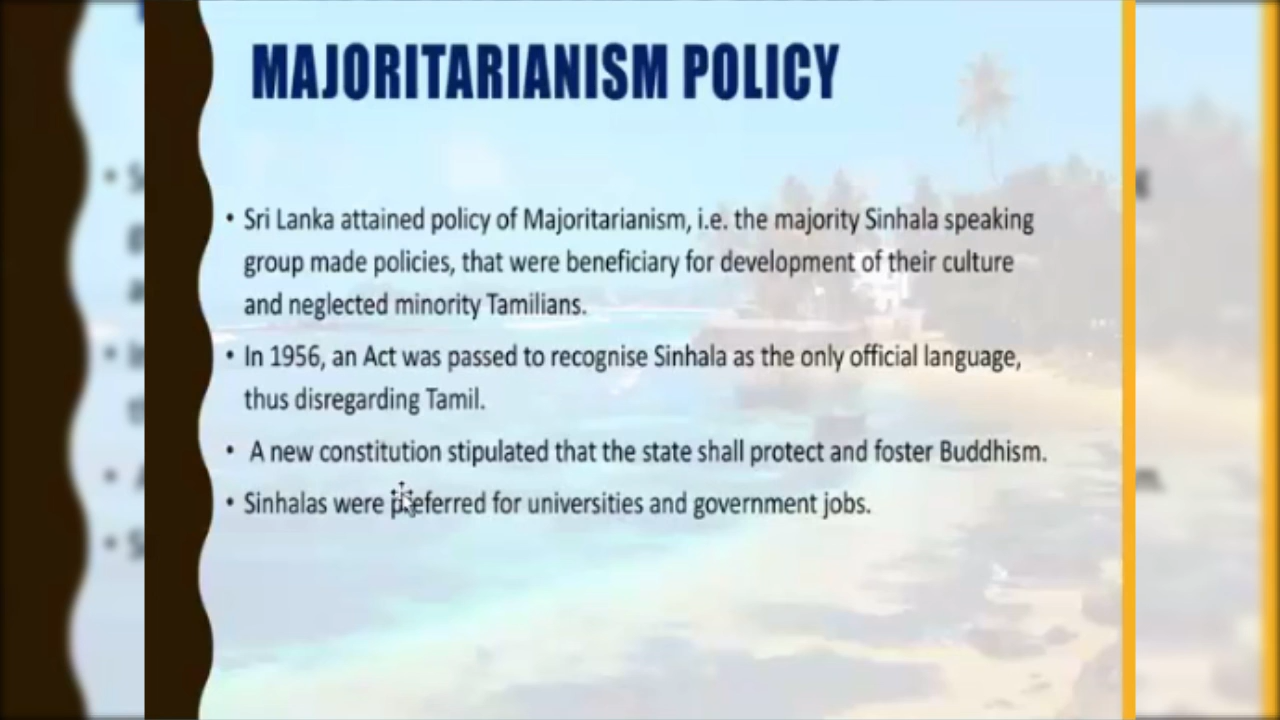 MAJORITARIANISM POLICY
• Sri Lanka attained policy of Majoritarianism, i.e. the majority Sinhala speaking
group made policies, that were beneficiary for development of their culture
and neglected minority Tamilians.
• In 1956, an Act was passed to recognise Sinhala as the only official language,
thus disregarding Tamil.
• A new constitution stipulated that the state shall protect and foster Buddhism.
• Sinhalas were preferred for universities and government jobs.